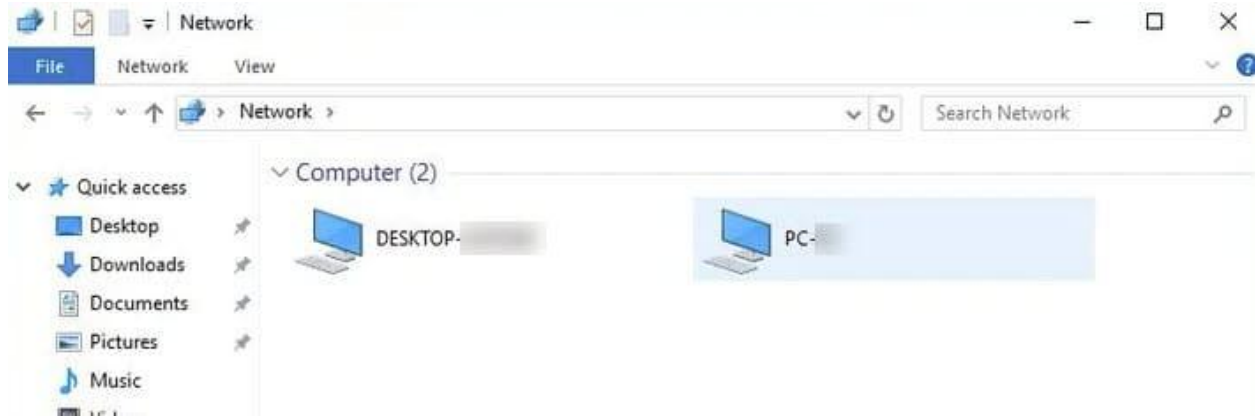 Network
File Network View
Network
Search Network
Quick access
Desktop
Downloads
Documents
Pictures
Music
Computer (2)
DESKTOP-
PC-